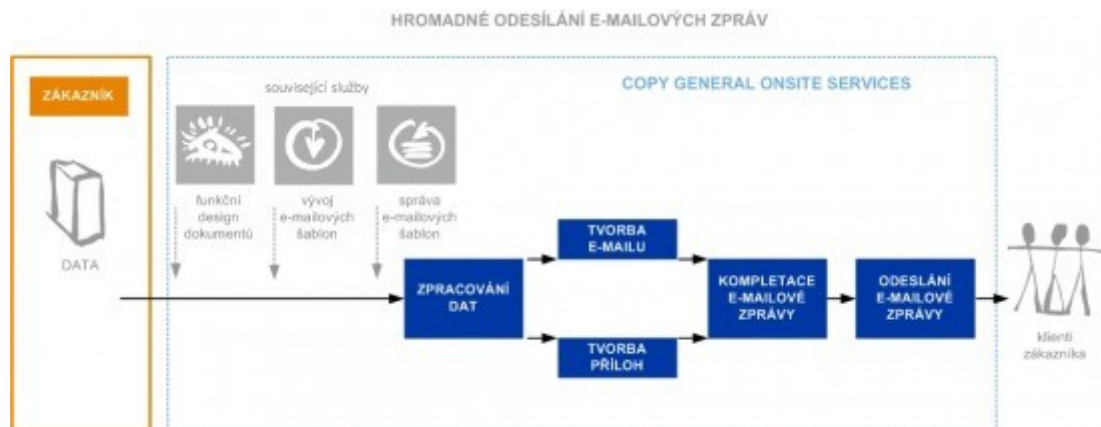 HROMADNÉ ODESÍLÁNÍ E-MAILOVÝCH ZPRÁV
ZÁKAZNÍK
DATA
související služby
COPY GENERAL ONSITE SERVICES
funkční
design
dokumentů
vývoj
e-mailových
šablon
správa
e-mailových
šablon
ZPRACOVÁNÍ
DAT
TVORBA
E-MAILU
TVORBA
PŘÍLOH
KOMPLETACE
E-MAILOVÉ
ZPRÁVY
ODESLÁNÍ
E-MAILOVÉ
ZPRÁVY
klienti
zákazníka